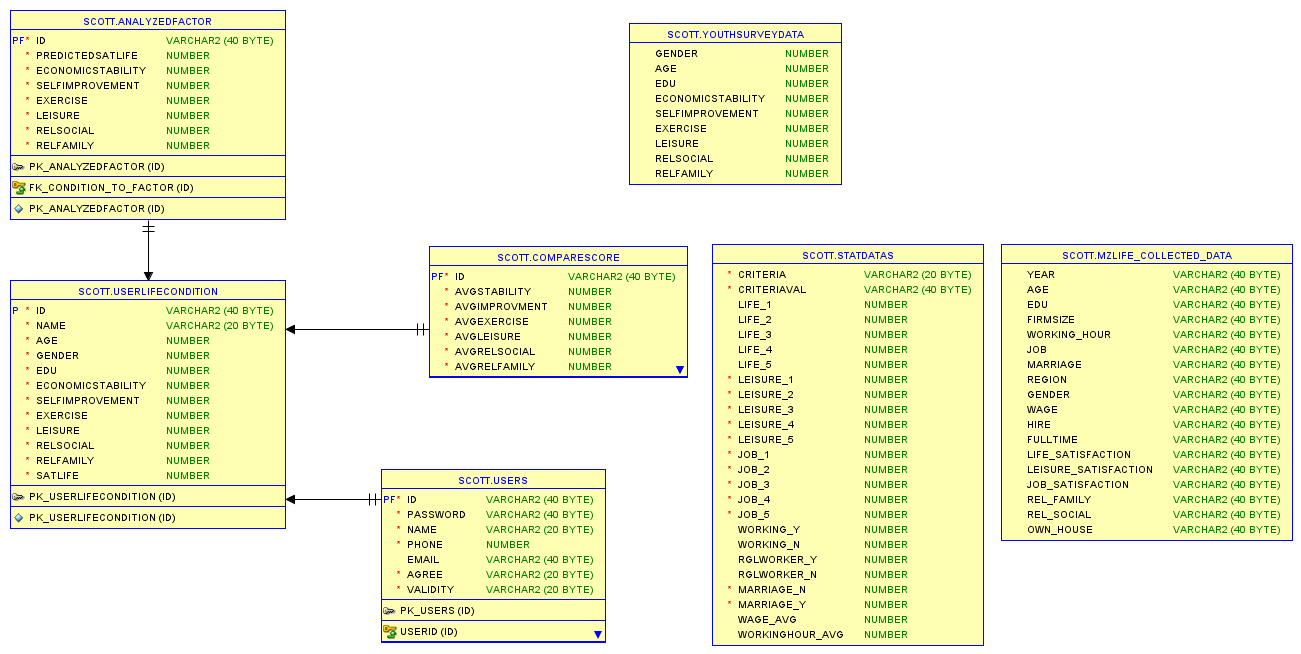 SCOTT.ANALYZEDFACTOR
PF* ID VARCHAR2 (40 BYTE)
* PREDICTEDSATLIFE NUMBER
* ECONOMICSTABILITY NUMBER
* SELFIMPROVEMENT NUMBER
* EXERCISE NUMBER
* LEISURE NUMBER
* RELSOCIAL NUMBER
* RELFAMILY NUMBER
PK_ANALYZEDFACTOR (ID)
FK_CONDITION_TO_FACTOR (ID)
PK_ANALYZEDFACTOR (ID)
SCOTT.YOUTHSURVEYDATA
GENDER NUMBER
AGE NUMBER
EDU NUMBER
ECONOMICSTABILITY NUMBER
SELFIMPROVEMENT NUMBER
EXERCISE NUMBER
LEISURE NUMBER
RELSOCIAL NUMBER
RELFAMILY NUMBER
SCOTT.USERLIFECONDITION
P * ID VARCHAR2 (40 BYTE)
* NAME VARCHAR2 (20 BYTE)
* AGE NUMBER
* GENDER NUMBER
* EDU NUMBER
* ECONOMICSTABILITY NUMBER
* SELFIMPROVEMENT NUMBER
* EXERCISE NUMBER
* LEISURE NUMBER
* RELSOCIAL NUMBER
* RELFAMILY NUMBER
* SATLIFE NUMBER
PK_USERLIFECONDITION (ID)
PK_USERLIFECONDITION (ID)
SCOTT.COMPARESCORE
PF* ID VARCHAR2 (40 BYTE)
* AVGSTABILITY NUMBER
* AVGIMPROVMENT NUMBER
* AVGEXERCISE NUMBER
* AVGLEISURE NUMBER
* AVGRELSOCIAL NUMBER
* AVGRELFAMILY NUMBER
SCOTT.USERS
PF* ID VARCHAR2 (40 BYTE)
* PASSWORD VARCHAR2 (40 BYTE)
* NAME VARCHAR2 (20 BYTE)
* PHONE NUMBER
EMAIL VARCHAR2 (40 BYTE)
* AGREE VARCHAR2 (20 BYTE)
* VALIDITY VARCHAR2 (20 BYTE)
PK_USERS (ID)
USERID (ID)
SCOTT.STATDATAS
* CRITERIA VARCHAR2 (20 BYTE)
* CRITERIAVAL VARCHAR2 (40 BYTE)
LIFE_1 NUMBER
LIFE_2 NUMBER
LIFE_3 NUMBER
LIFE_4 NUMBER
LIFE_5 NUMBER
* LEISURE_1 NUMBER
* LEISURE_2 NUMBER
* LEISURE_3 NUMBER
* LEISURE_4 NUMBER
* LEISURE_5 NUMBER
* JOB_1 NUMBER
* JOB_2 NUMBER
* JOB_3 NUMBER
* JOB_4 NUMBER
* JOB_5 NUMBER
WORKING_Y NUMBER
WORKING_N NUMBER
RGLWORKER_Y NUMBER
RGLWORKER_N NUMBER
* MARRIAGE_N NUMBER
* MARRIAGE_Y NUMBER
WAGE_AVG NUMBER
WORKINGHOUR_AVG NUMBER
SCOTT.MZLIFE_COLLECTED_DATA
YEAR VARCHAR2 (40 BYTE)
AGE VARCHAR2 (40 BYTE)
EDU VARCHAR2 (40 BYTE)
FIRMSIZE VARCHAR2 (40 BYTE)
WORKING_HOUR VARCHAR2 (40 BYTE)
JOB VARCHAR2 (40 BYTE)
MARRIAGE VARCHAR2 (40 BYTE)
REGION VARCHAR2 (40 BYTE)
GENDER VARCHAR2 (40 BYTE)
WAGE VARCHAR2 (40 BYTE)
HIRE VARCHAR2 (40 BYTE)
FULLTIME VARCHAR2 (40 BYTE)
LIFE_SATISFACTION VARCHAR2 (40 BYTE)
LEISURE_SATISFACTION VARCHAR2 (40 BYTE)
JOB_SATISFACTION VARCHAR2 (40 BYTE)
REL_FAMILY VARCHAR2 (40 BYTE)
REL_SOCIAL VARCHAR2 (40 BYTE)
OWN_HOUSE VARCHAR2 (40 BYTE)